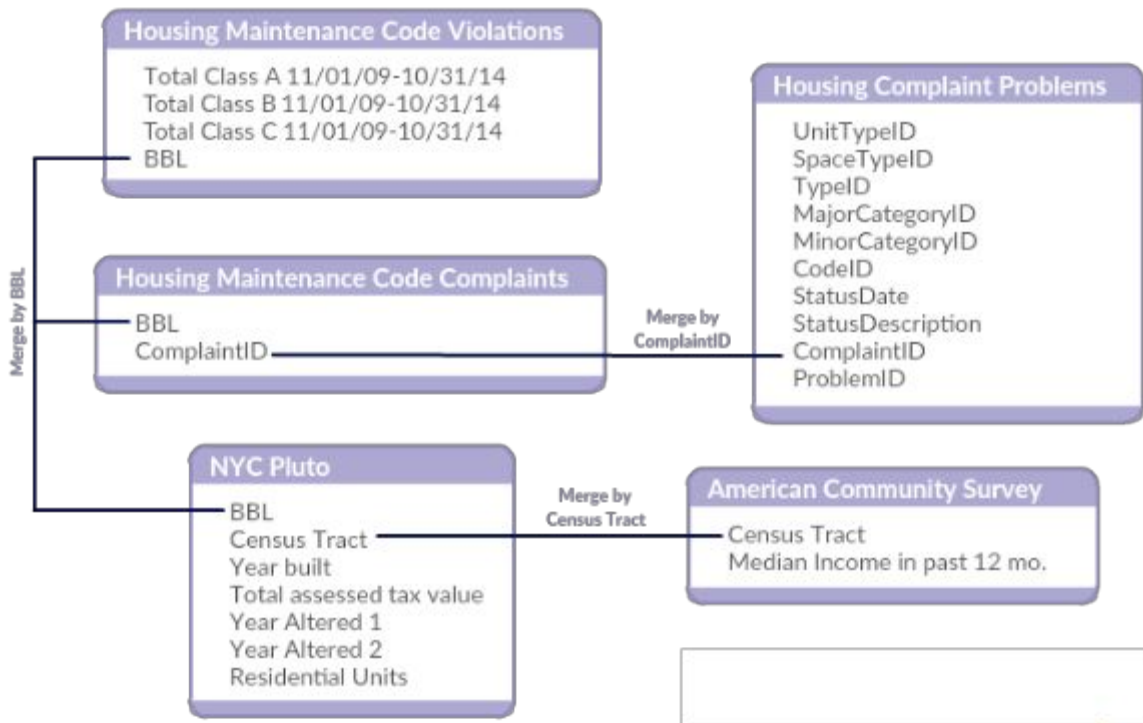 Housing Maintenance Code Violations
Total Class A 11/01/09-10/31/14
Total Class B 11/01/09-10/31/14
Total Class C 11/01/09-10/31/14
BBL
Housing Complaint Problems
UnitTypeID
SpaceTypeID
TypeID
MajorCategoryID
MinorCategoryID
CodeID
StatusDate
StatusDescription
ComplaintID
ProblemID
Merge by BBL
Housing Maintenance Code Complaints
BBL
ComplaintID
Merge by
ComplaintID
NYC Pluto
BBL
Census Tract
Year built
Total assessed tax value
Year Altered 1
Year Altered 2
Residential Units
Merge by
Census Tract
American Community Survey
Census Tract
Median Income in past 12 mo.